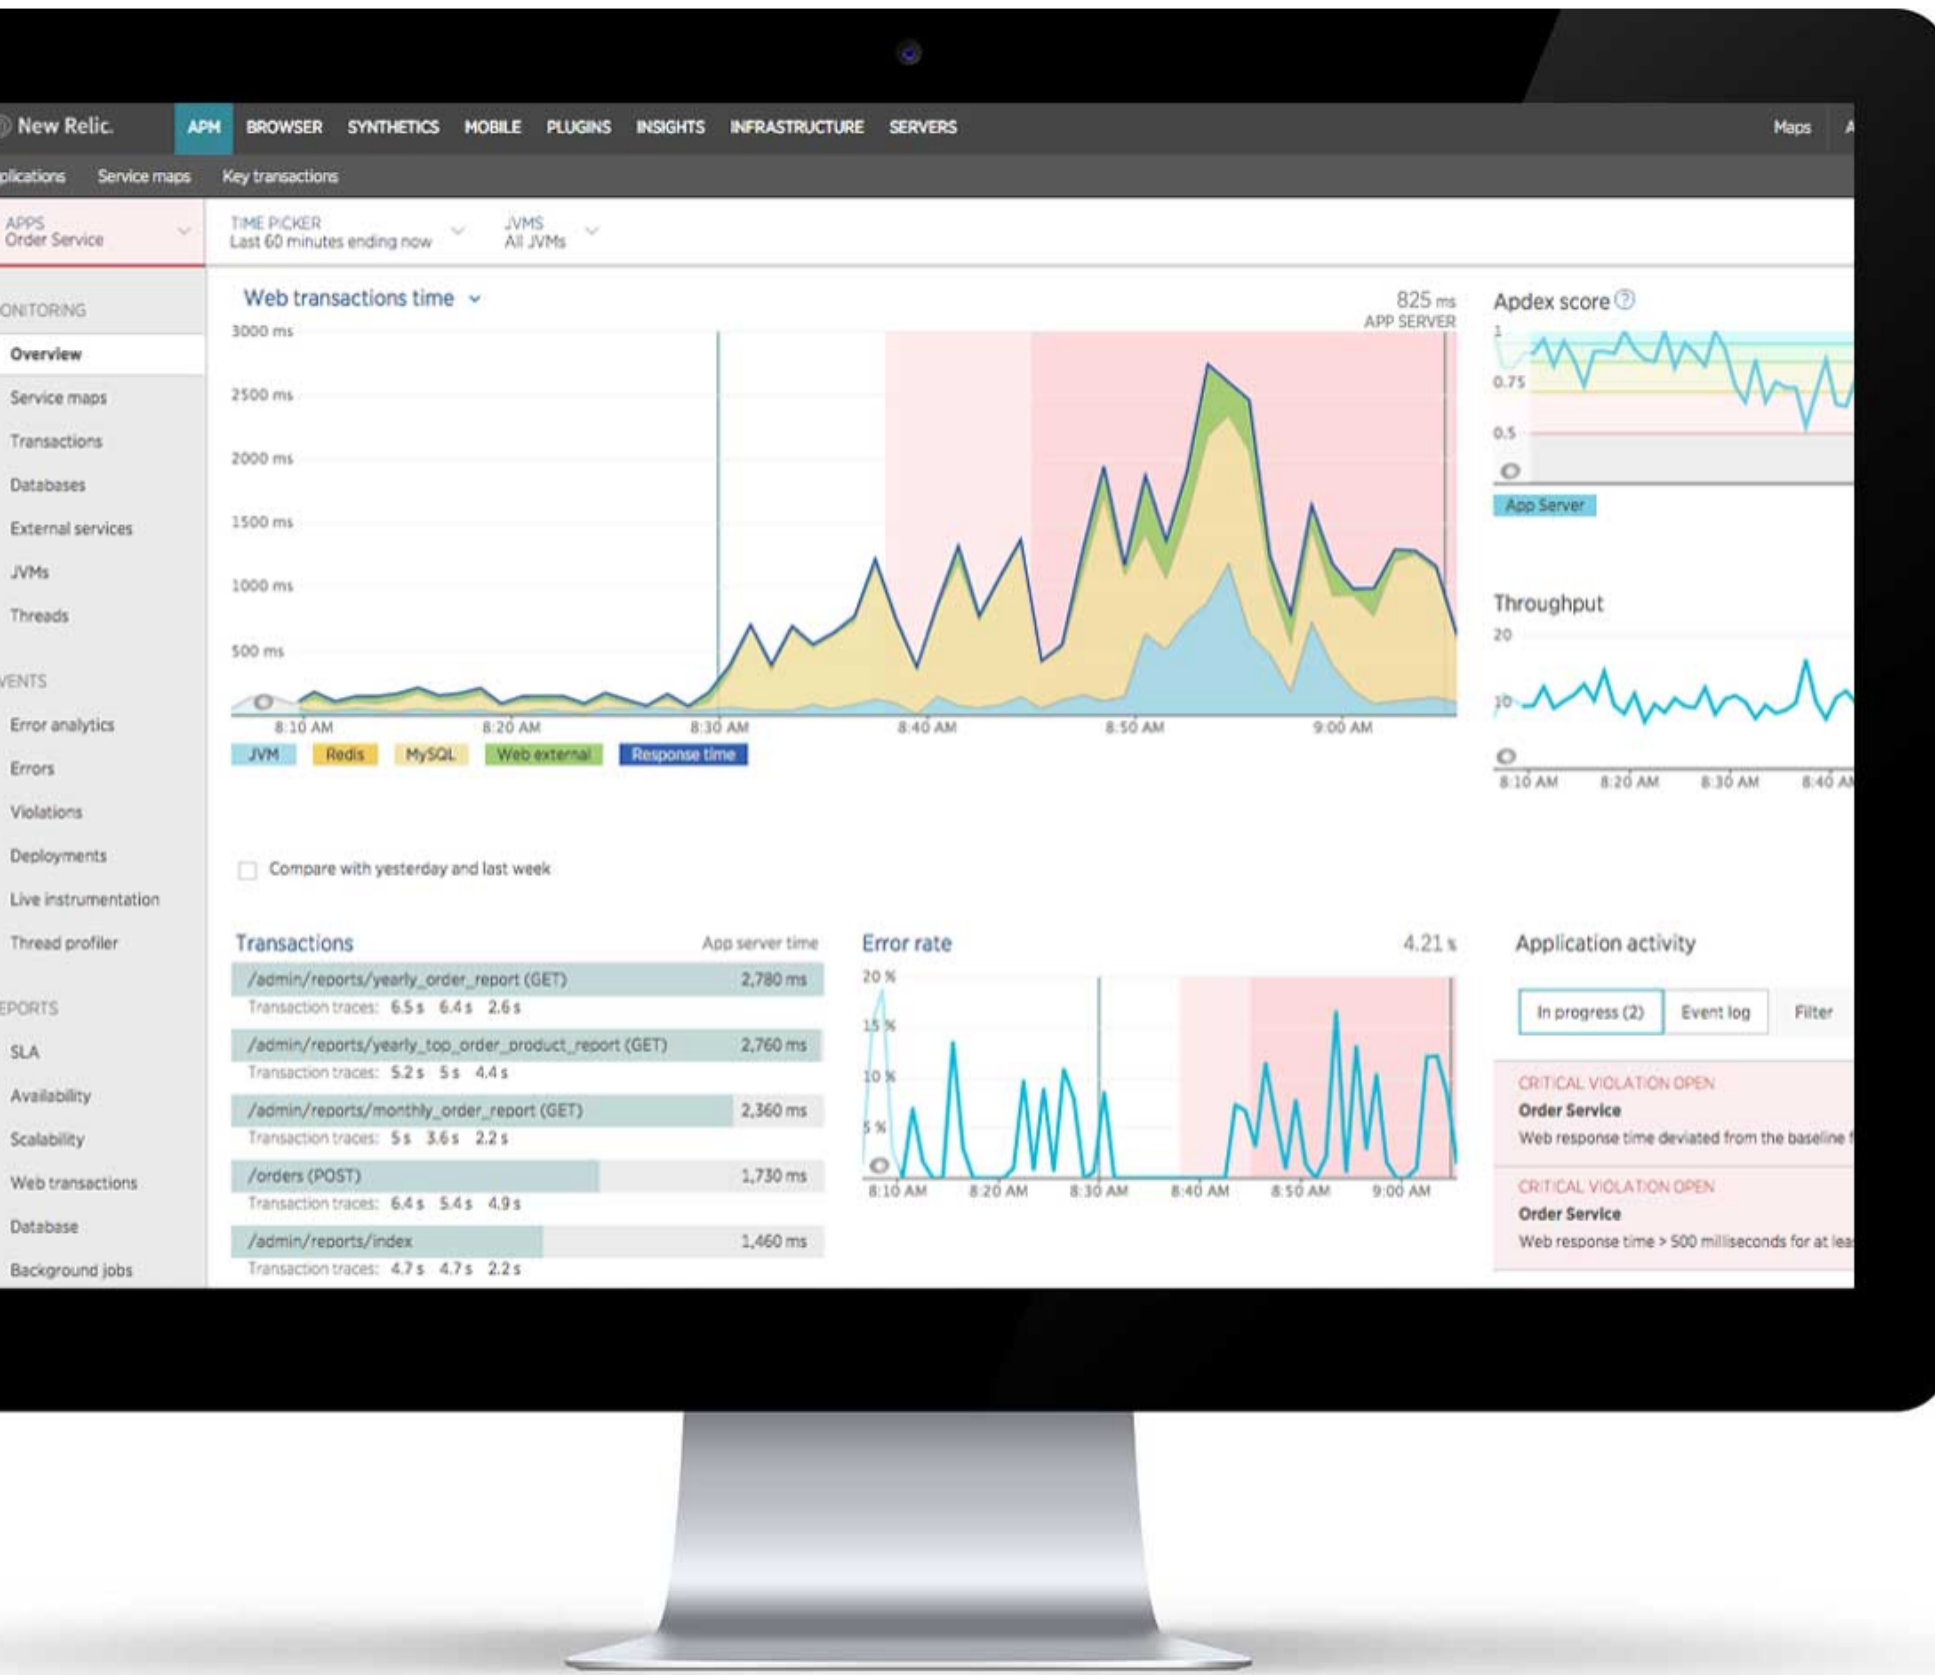 New Relic.
APM BROWSER SYNTHETICS MOBILE PLUGINS INSIGHTS INFRASTRUCTURE SERVERS
Maps A
plications Service maps Key transactions
APPS
Order Service
TIME PICKER
Last 60 minutes ending now
JVMS
All JVMs
ONITORING
Overview
Service maps
Transactions
Databases
External services
JVMs
Threads
VENTS
Error analytics
Errors
Violations
Deployments
Live instrumentation
Thread profiler
EPORTS
SLA
Availability
Scalability
Web transactions
Database
Background jobs
Web transactions time
825 ms
APP SERVER
3000 ms
2500 ms
2000 ms
1500 ms
1000 ms
500 ms
8:10 AM 8:20 AM 8:30 AM 8:40 AM 8:50 AM 9:00 AM
JVM Redis MySQL Web external Response time
Compare with yesterday and last week
Apdex score ?
1
0.75
0.5
App Server
Throughput
20
10
8:10 AM 8:20 AM 8:30 AM 8:40 AM
Transactions App server time
/admin/reports/yearly_order_report (GET) 2,780 ms
Transaction traces: 6.5 s 6.4 s 2.6 s
/admin/reports/yearly_top_order_product_report (GET) 2,760 ms
Transaction traces: 5.2 s 5 s 4.4 s
/admin/reports/monthly_order_report (GET) 2,360 ms
Transaction traces: 5 s 3.6 s 2.2 s
/orders (POST) 1,730 ms
Transaction traces: 6.4 s 5.4 s 4.9 s
/admin/reports/index 1,460 ms
Transaction traces: 4.7 s 4.7 s 2.2 s
Error rate 4.21 %
20 %
15 %
10 %
5 %
8:10 AM 8:20 AM 8:30 AM 8:40 AM 8:50 AM 9:00 AM
Application activity
In progress (2) Event log Filter
CRITICAL VIOLATION OPEN
Order Service
Web response time deviated from the baseline f
CRITICAL VIOLATION OPEN
Order Service
Web response time > 500 milliseconds for at lea